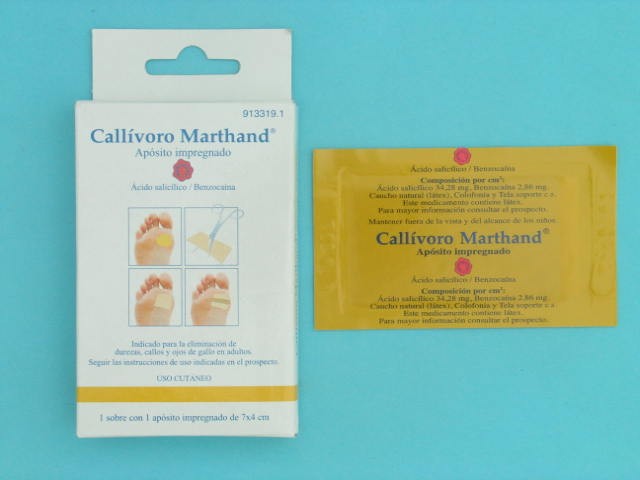 913319.1
Callívoro Marthand®
Apósito impregnado
Ácido salicílico / Benzocaína
Indicado para la eliminación de
durezas, callos y ojos de gallo en adultos.
Seguir las instrucciones de uso indicadas en el prospecto.
USO CUTÁNEO
1 sobre con 1 apósito impregnado de 7x4 cm
Ácido salicílico / Benzocaína
Composición por cm²:
Ácido salicílico 34,28 mg, Benzocaína 2,86 mg.
Caucho natural (látex), Colofonia y Tela soporte c.s.
Este medicamento contiene látex.
Para mayor información consultar el prospecto.
Mantener fuera de la vista y del alcance de los niños.
Callívoro Marthand®
Apósito impregnado
Ácido salicílico / Benzocaína
Composición por cm²:
Ácido salicílico 34,28 mg, Benzocaína 2,86 mg.
Caucho natural (látex), Colofonia y Tela soporte c.s.
Este medicamento contiene látex.
Para mayor información consultar el prospecto.